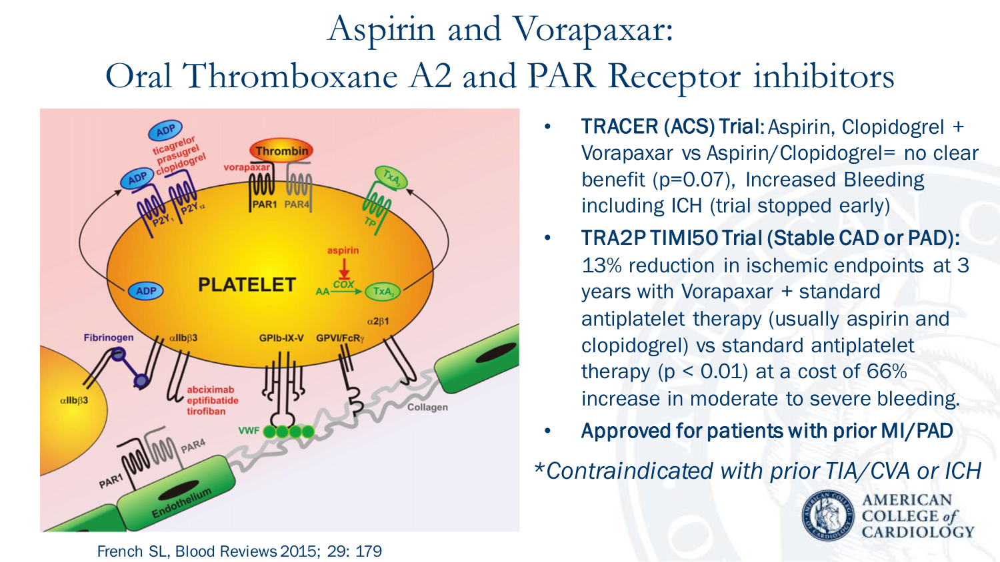 Aspirin and Vorapaxar:
Oral Thromboxane A2 and PAR Receptor inhibitors
ADP
ticagrelor
prasugrel
clopidogrel
ADP
P2Y1
P2Y12
Thrombin
vorapaxar
PAR1 PAR4
TxA2
TP
aspirin
PLATELET
COX
AA
TxA2
ADP
α2β1
Fibrinogen
αIIbβ3
GPIb-IX-V
GPVI/FcRγ
αIIbβ3
abciximab
eptifibatide
tirofiban
Collagen
VWF
PAR4
PAR1
Endothelium
French SL, Blood Reviews 2015; 29: 179
• TRACER (ACS) Trial: Aspirin, Clopidogrel +
Vorapaxar vs Aspirin/Clopidogrel= no clear
benefit (p=0.07), Increased Bleeding
including ICH (trial stopped early)
• TRA2P TIMI50 Trial (Stable CAD or PAD):
13% reduction in ischemic endpoints at 3
years with Vorapaxar + standard
antiplatelet therapy (usually aspirin and
clopidogrel) vs standard antiplatelet
therapy (p < 0.01) at a cost of 66%
increase in moderate to severe bleeding.
• Approved for patients with prior MI/PAD
*Contraindicated with prior TIA/CVA or ICH
AMERICAN
COLLEGE of
CARDIOLOGY